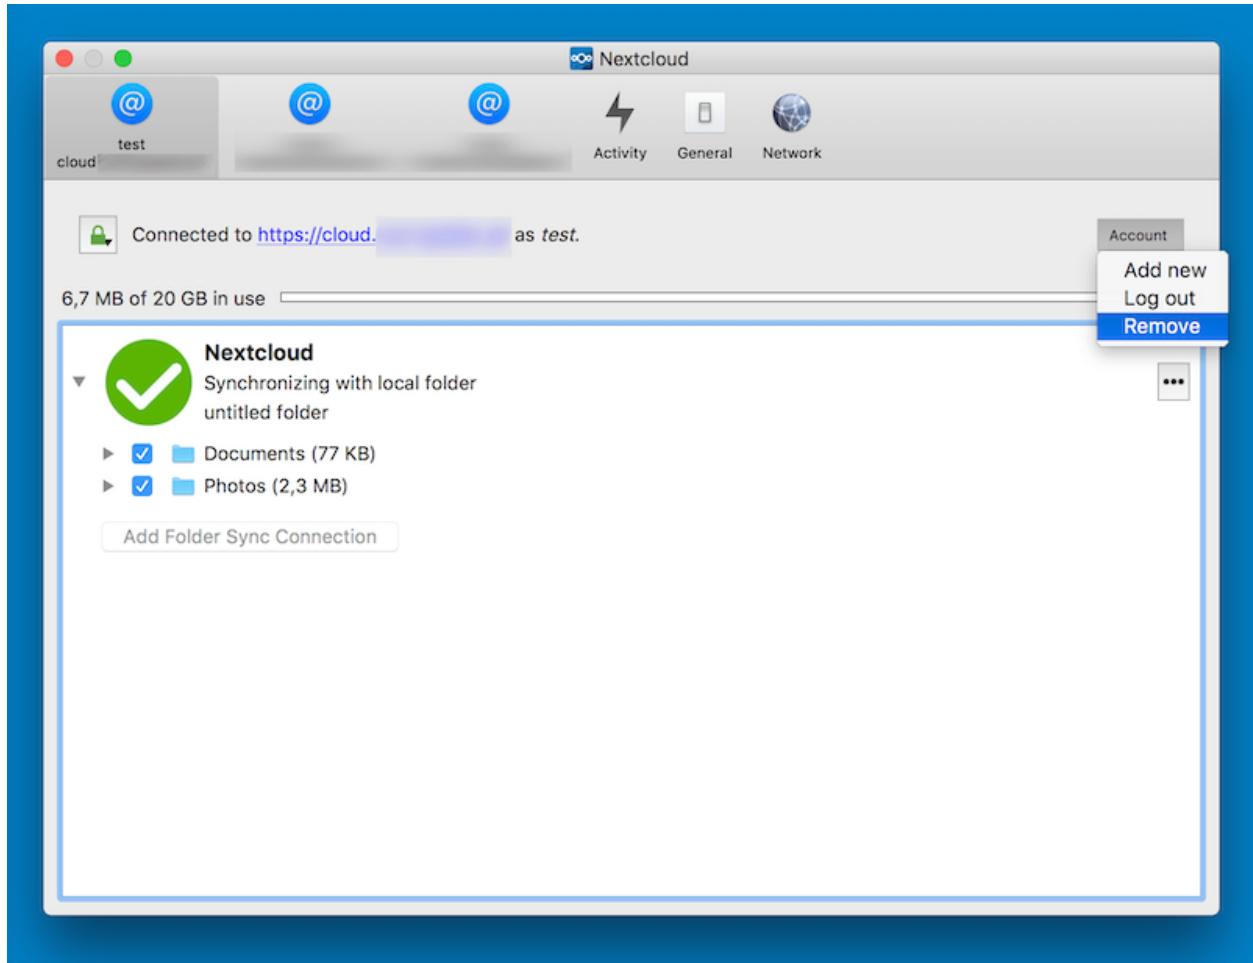 Nextcloud
test
cloud
Activity
General
Network
Connected to https://cloud. as test.
Account
Add new
Log out
Remove
6,7 MB of 20 GB in use
Nextcloud
Synchronizing with local folder
untitled folder
Documents (77 KB)
Photos (2,3 MB)
Add Folder Sync Connection